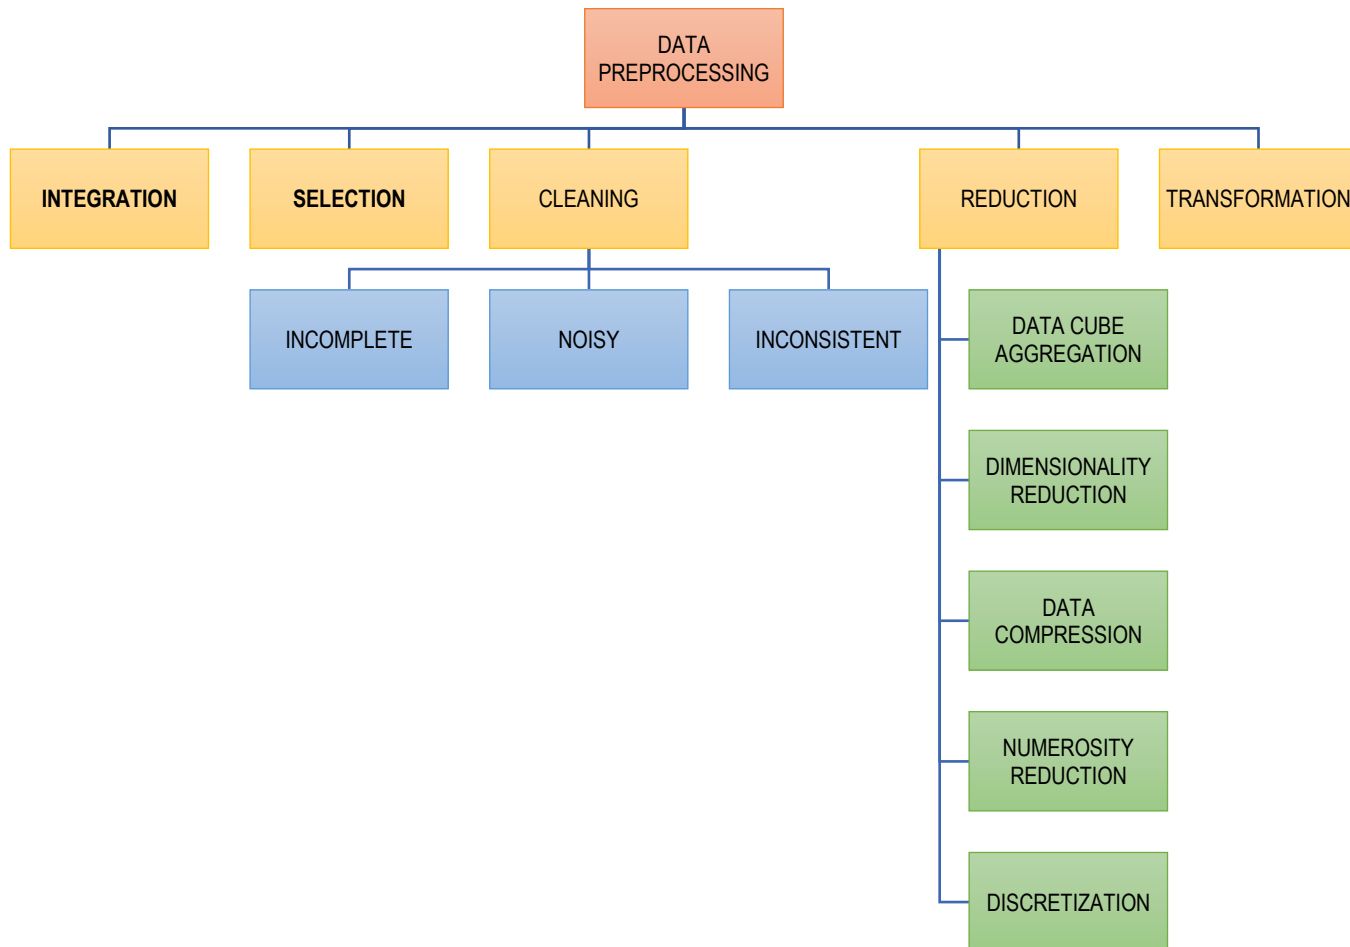 DATA
PREPROCESSING
INTEGRATION
SELECTION
CLEANING
REDUCTION
TRANSFORMATION
INCOMPLETE
NOISY
INCONSISTENT
DATA CUBE
AGGREGATION
DIMENSIONALITY
REDUCTION
DATA
COMPRESSION
NUMEROSITY
REDUCTION
DISCRETIZATION